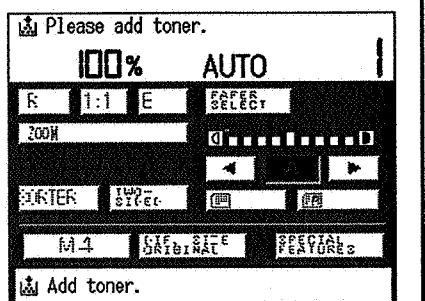 Please add toner.
100% AUTO 1
R 1:1 E PAPER SELECT
ZOOM
SORTER TWO-SIDED
M.4 DIF. SIZE ORIGINAL SPECIAL FEATURES
Add toner.